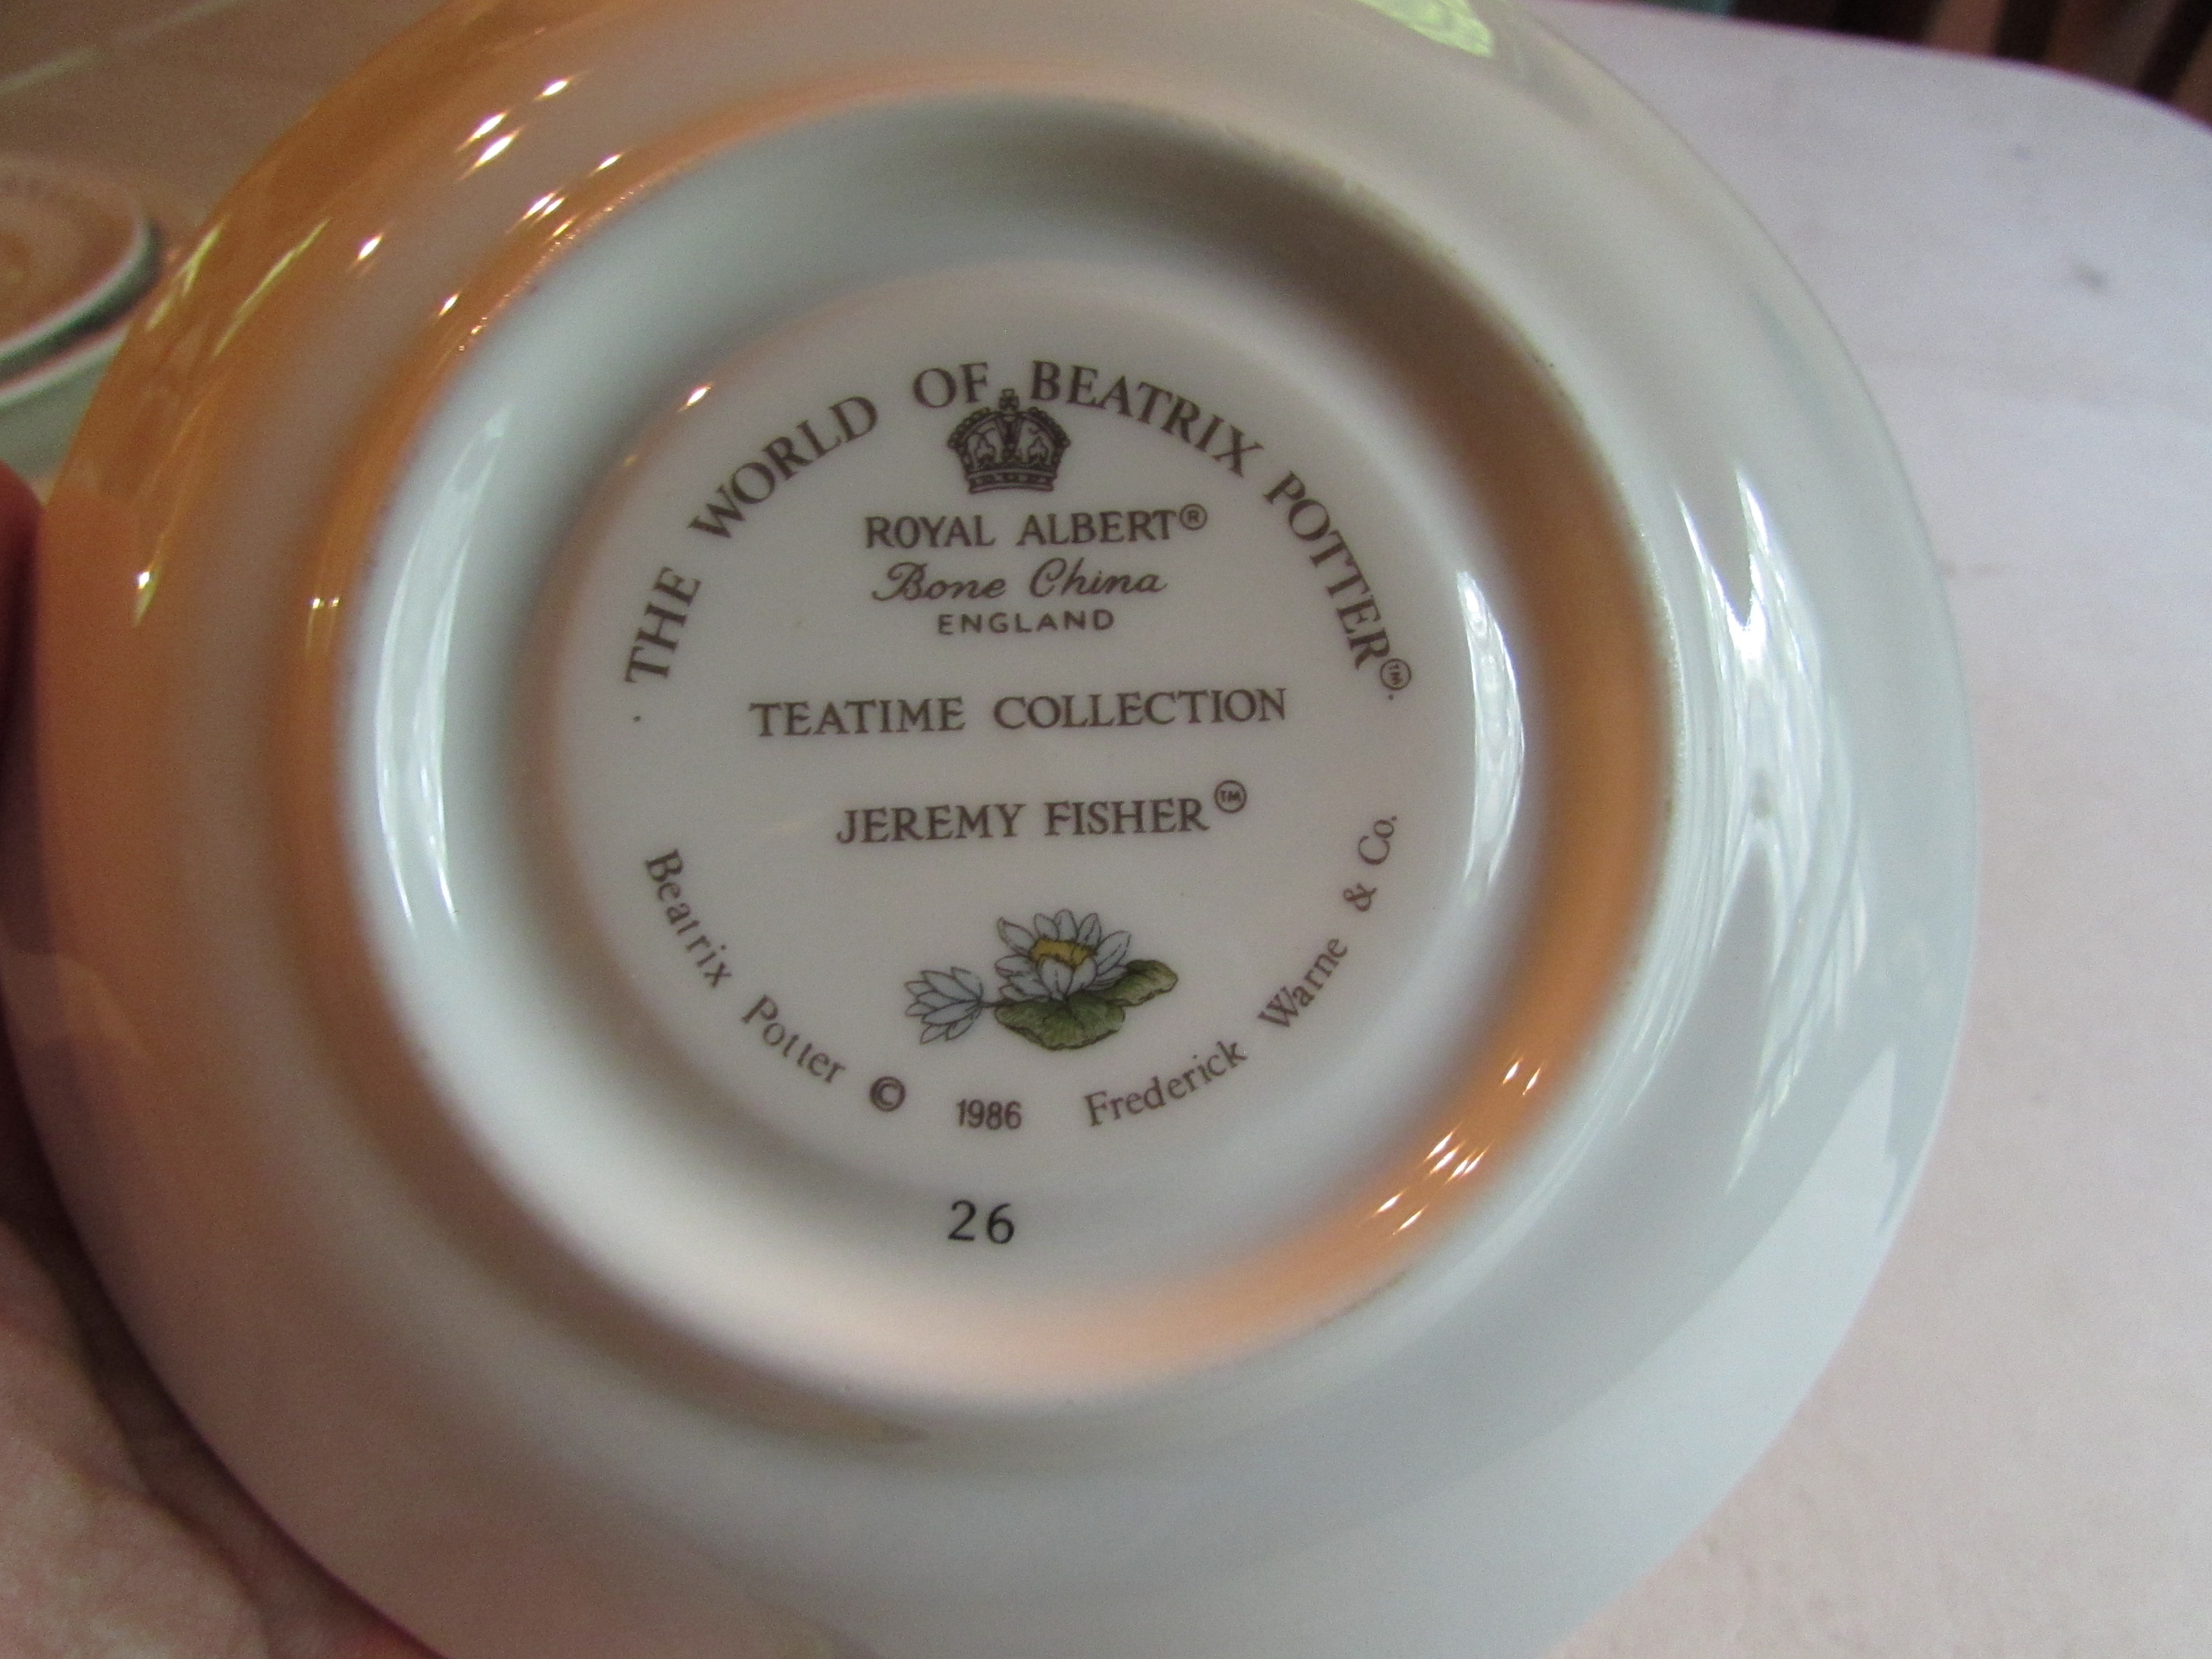 · THE WORLD OF BEATRIX POTTER™ ·
ROYAL ALBERT®
Bone China
ENGLAND
TEATIME COLLECTION
JEREMY FISHER™
Beatrix Potter © 1986 Frederick Warne & Co.
26